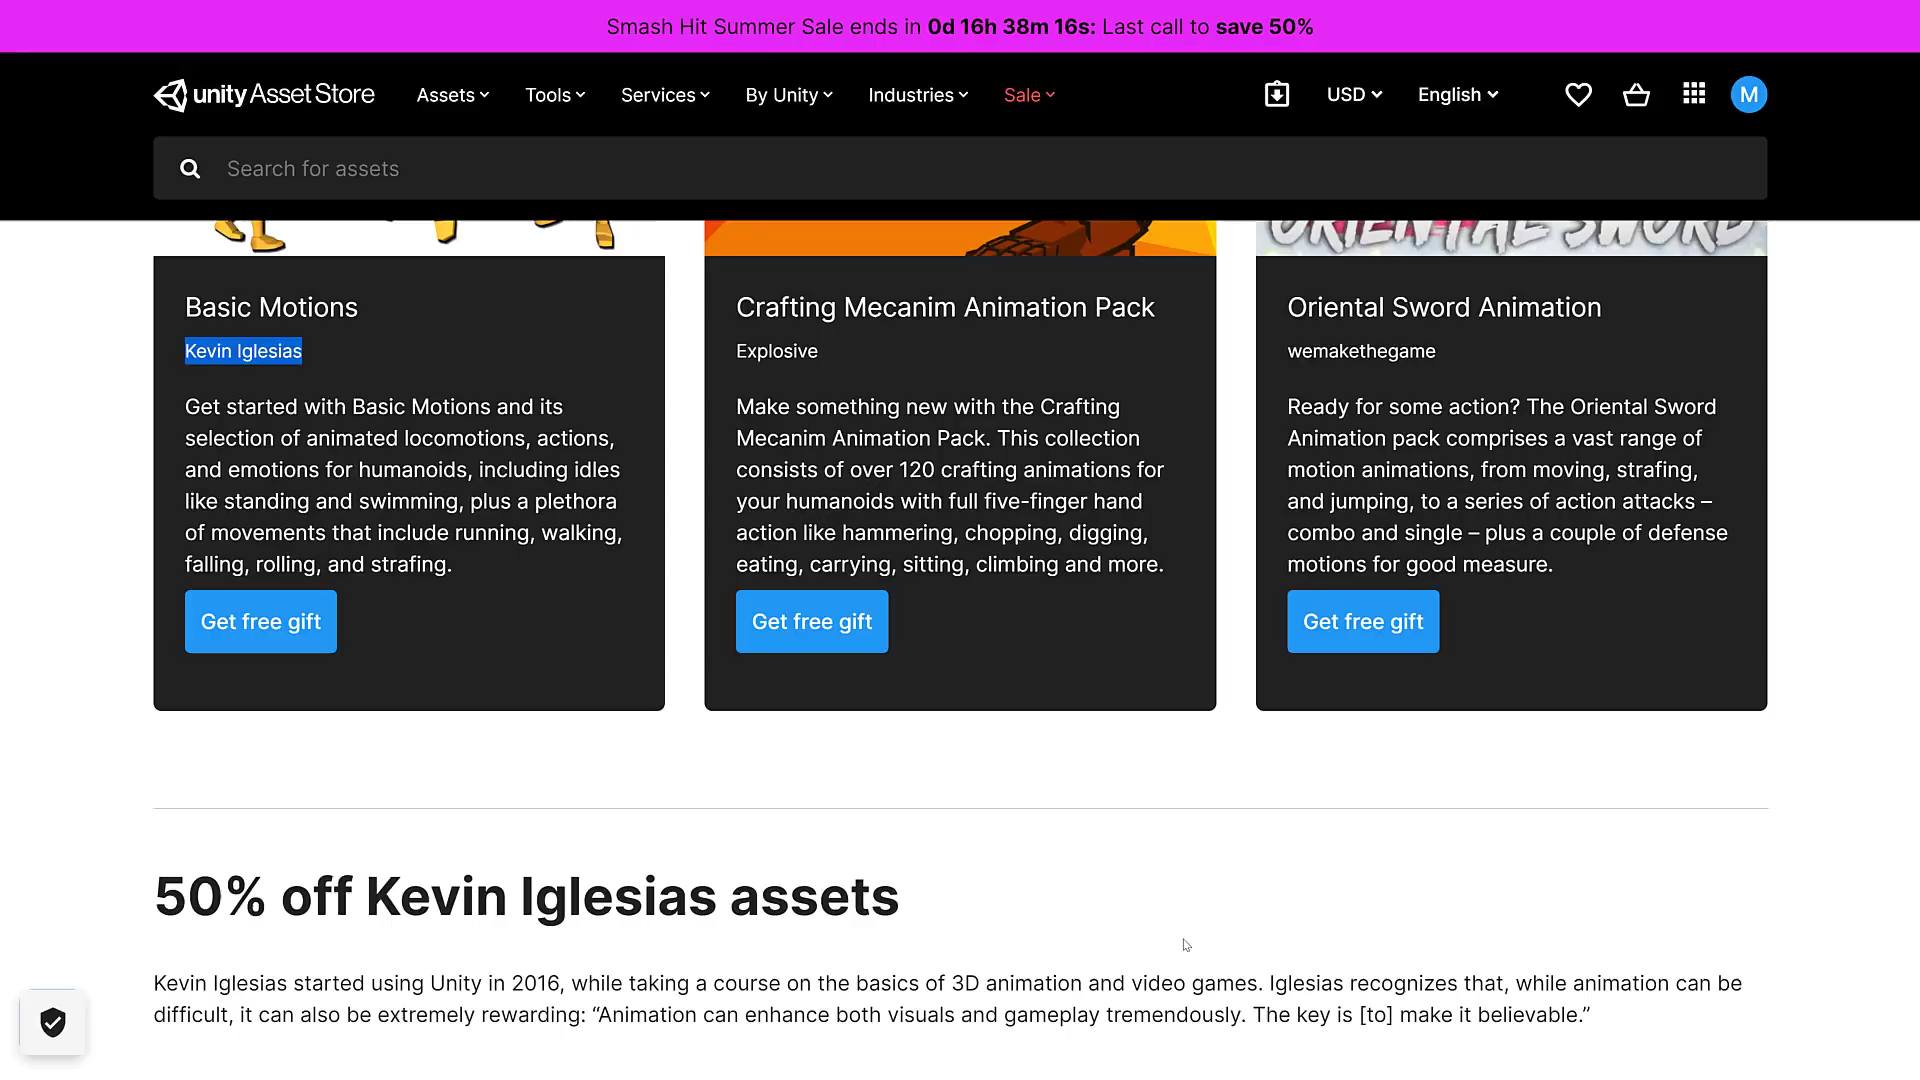 Smash Hit Summer Sale ends in 0d 16h 38m 16s: Last call to save 50%
unity Asset Store Assets Tools Services By Unity Industries Sale USD English M
Search for assets
ORIENTAL SWORD
Basic Motions
Kevin Iglesias
Get started with Basic Motions and its
selection of animated locomotions, actions,
and emotions for humanoids, including idles
like standing and swimming, plus a plethora
of movements that include running, walking,
falling, rolling, and strafing.
Get free gift
Crafting Mecanim Animation Pack
Explosive
Make something new with the Crafting
Mecanim Animation Pack. This collection
consists of over 120 crafting animations for
your humanoids with full five-finger hand
action like hammering, chopping, digging,
eating, carrying, sitting, climbing and more.
Get free gift
Oriental Sword Animation
wemakethegame
Ready for some action? The Oriental Sword
Animation pack comprises a vast range of
motion animations, from moving, strafing,
and jumping, to a series of action attacks –
combo and single – plus a couple of defense
motions for good measure.
Get free gift
50% off Kevin Iglesias assets
Kevin Iglesias started using Unity in 2016, while taking a course on the basics of 3D animation and video games. Iglesias recognizes that, while animation can be
difficult, it can also be extremely rewarding: “Animation can enhance both visuals and gameplay tremendously. The key is [to] make it believable.”